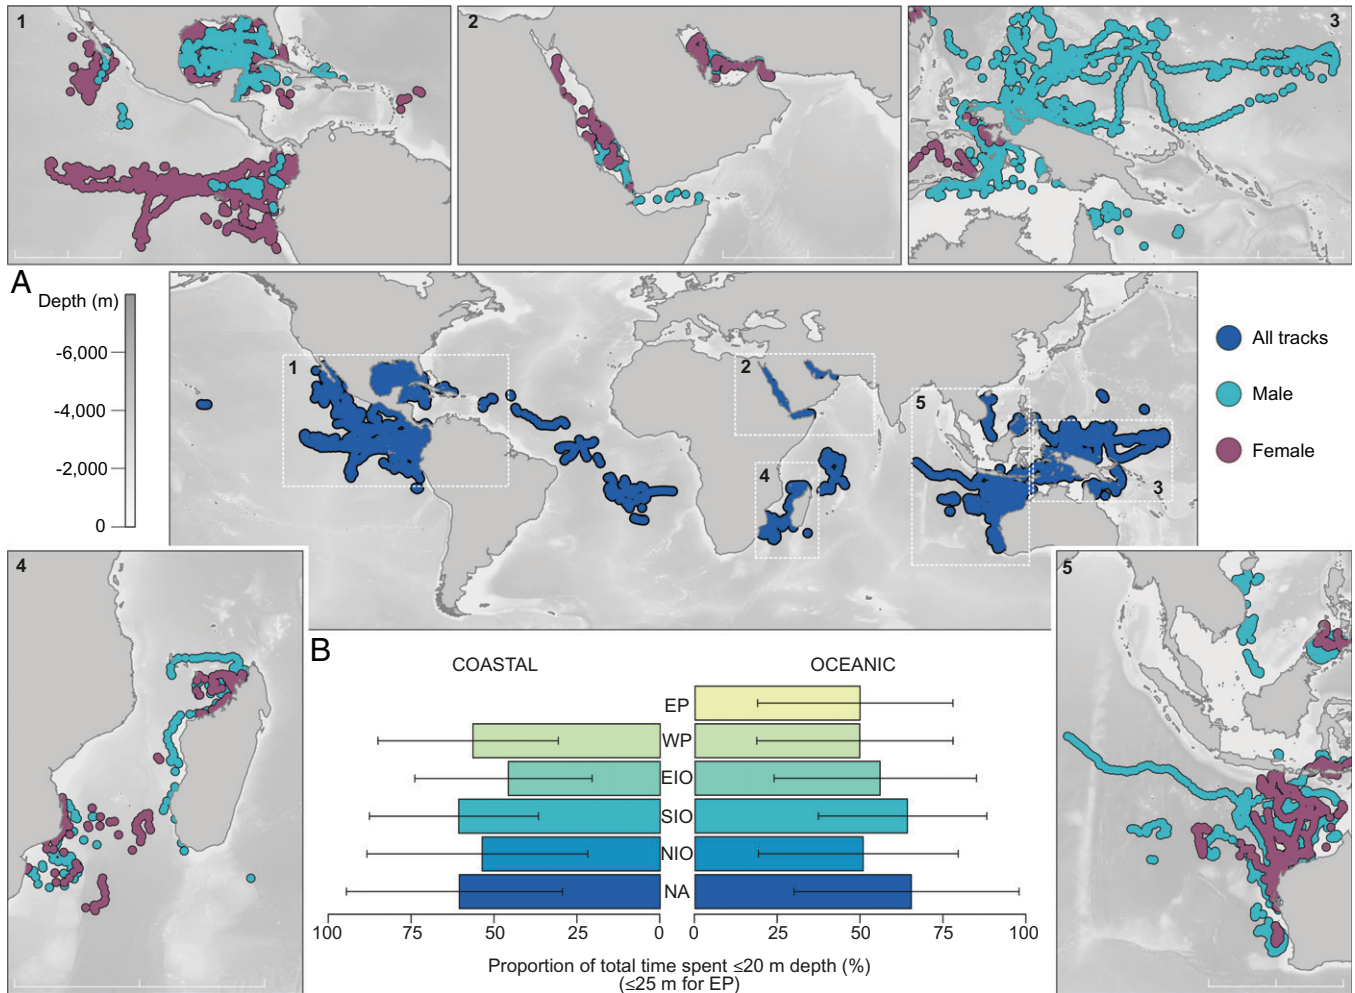 1
2
3
A
Depth (m)
-6,000
-4,000
-2,000
0
1
2
5
4
3
All tracks
Male
Female
4
5
B
COASTAL
OCEANIC
EP
WP
EIO
SIO
NIO
NA
100 75 50 25 0 0 25 50 75 100
Proportion of total time spent ≤20 m depth (%)
(≤25 m for EP)